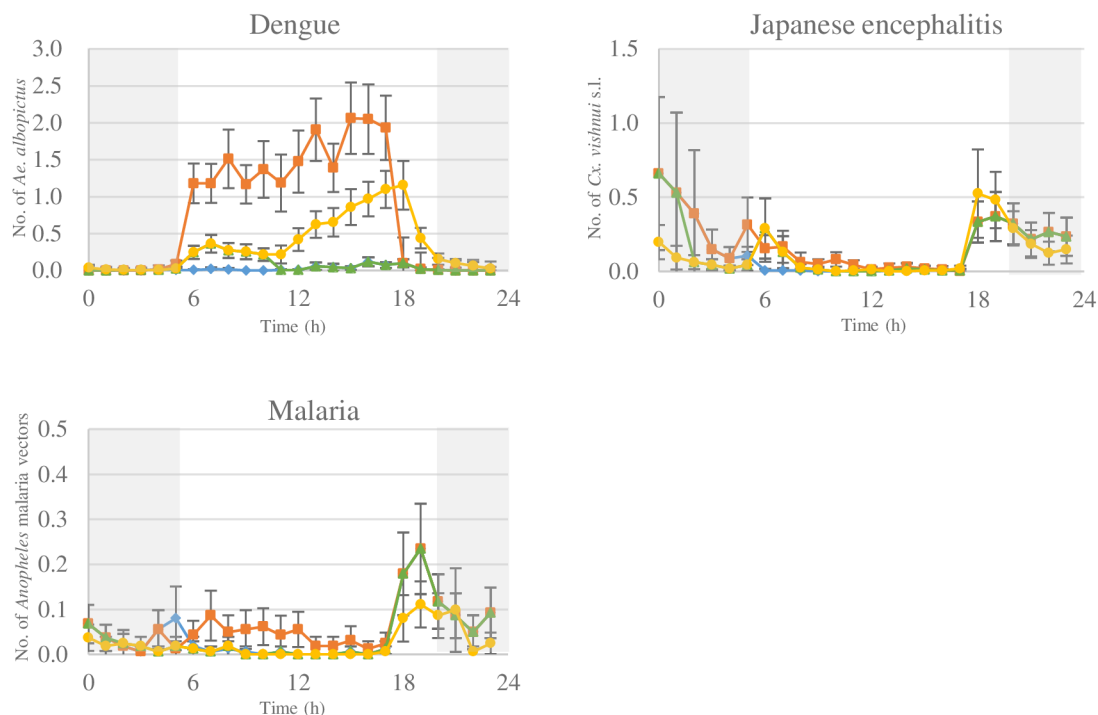 Dengue
No. of Ae. albopictus
3.0
2.5
2.0
1.5
1.0
0.5
0.0
0 6 12 18 24
Time (h)
Japanese encephalitis
No. of Cx. vishnui s.l.
1.5
1.0
0.5
0.0
0 6 12 18 24
Time (h)
Malaria
No. of Anopheles malaria vectors
0.5
0.4
0.3
0.2
0.1
0.0
0 6 12 18 24
Time (h)